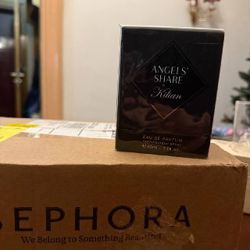 ANGELS'
SHARE
Kilian
EAU DE PARFUM
SEPHORA
We Belong to Something Beautiful